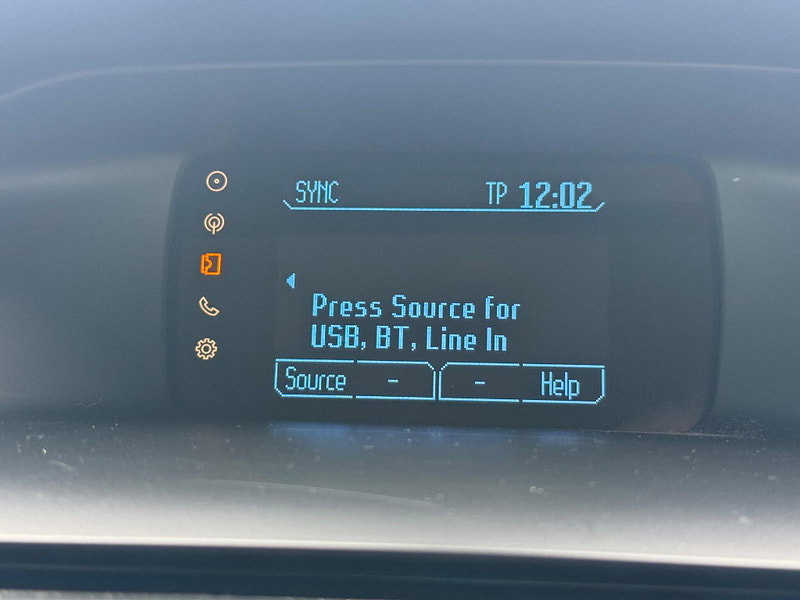 SYNC TP 12:02
Press Source for
USB, BT, Line In
Source - - Help